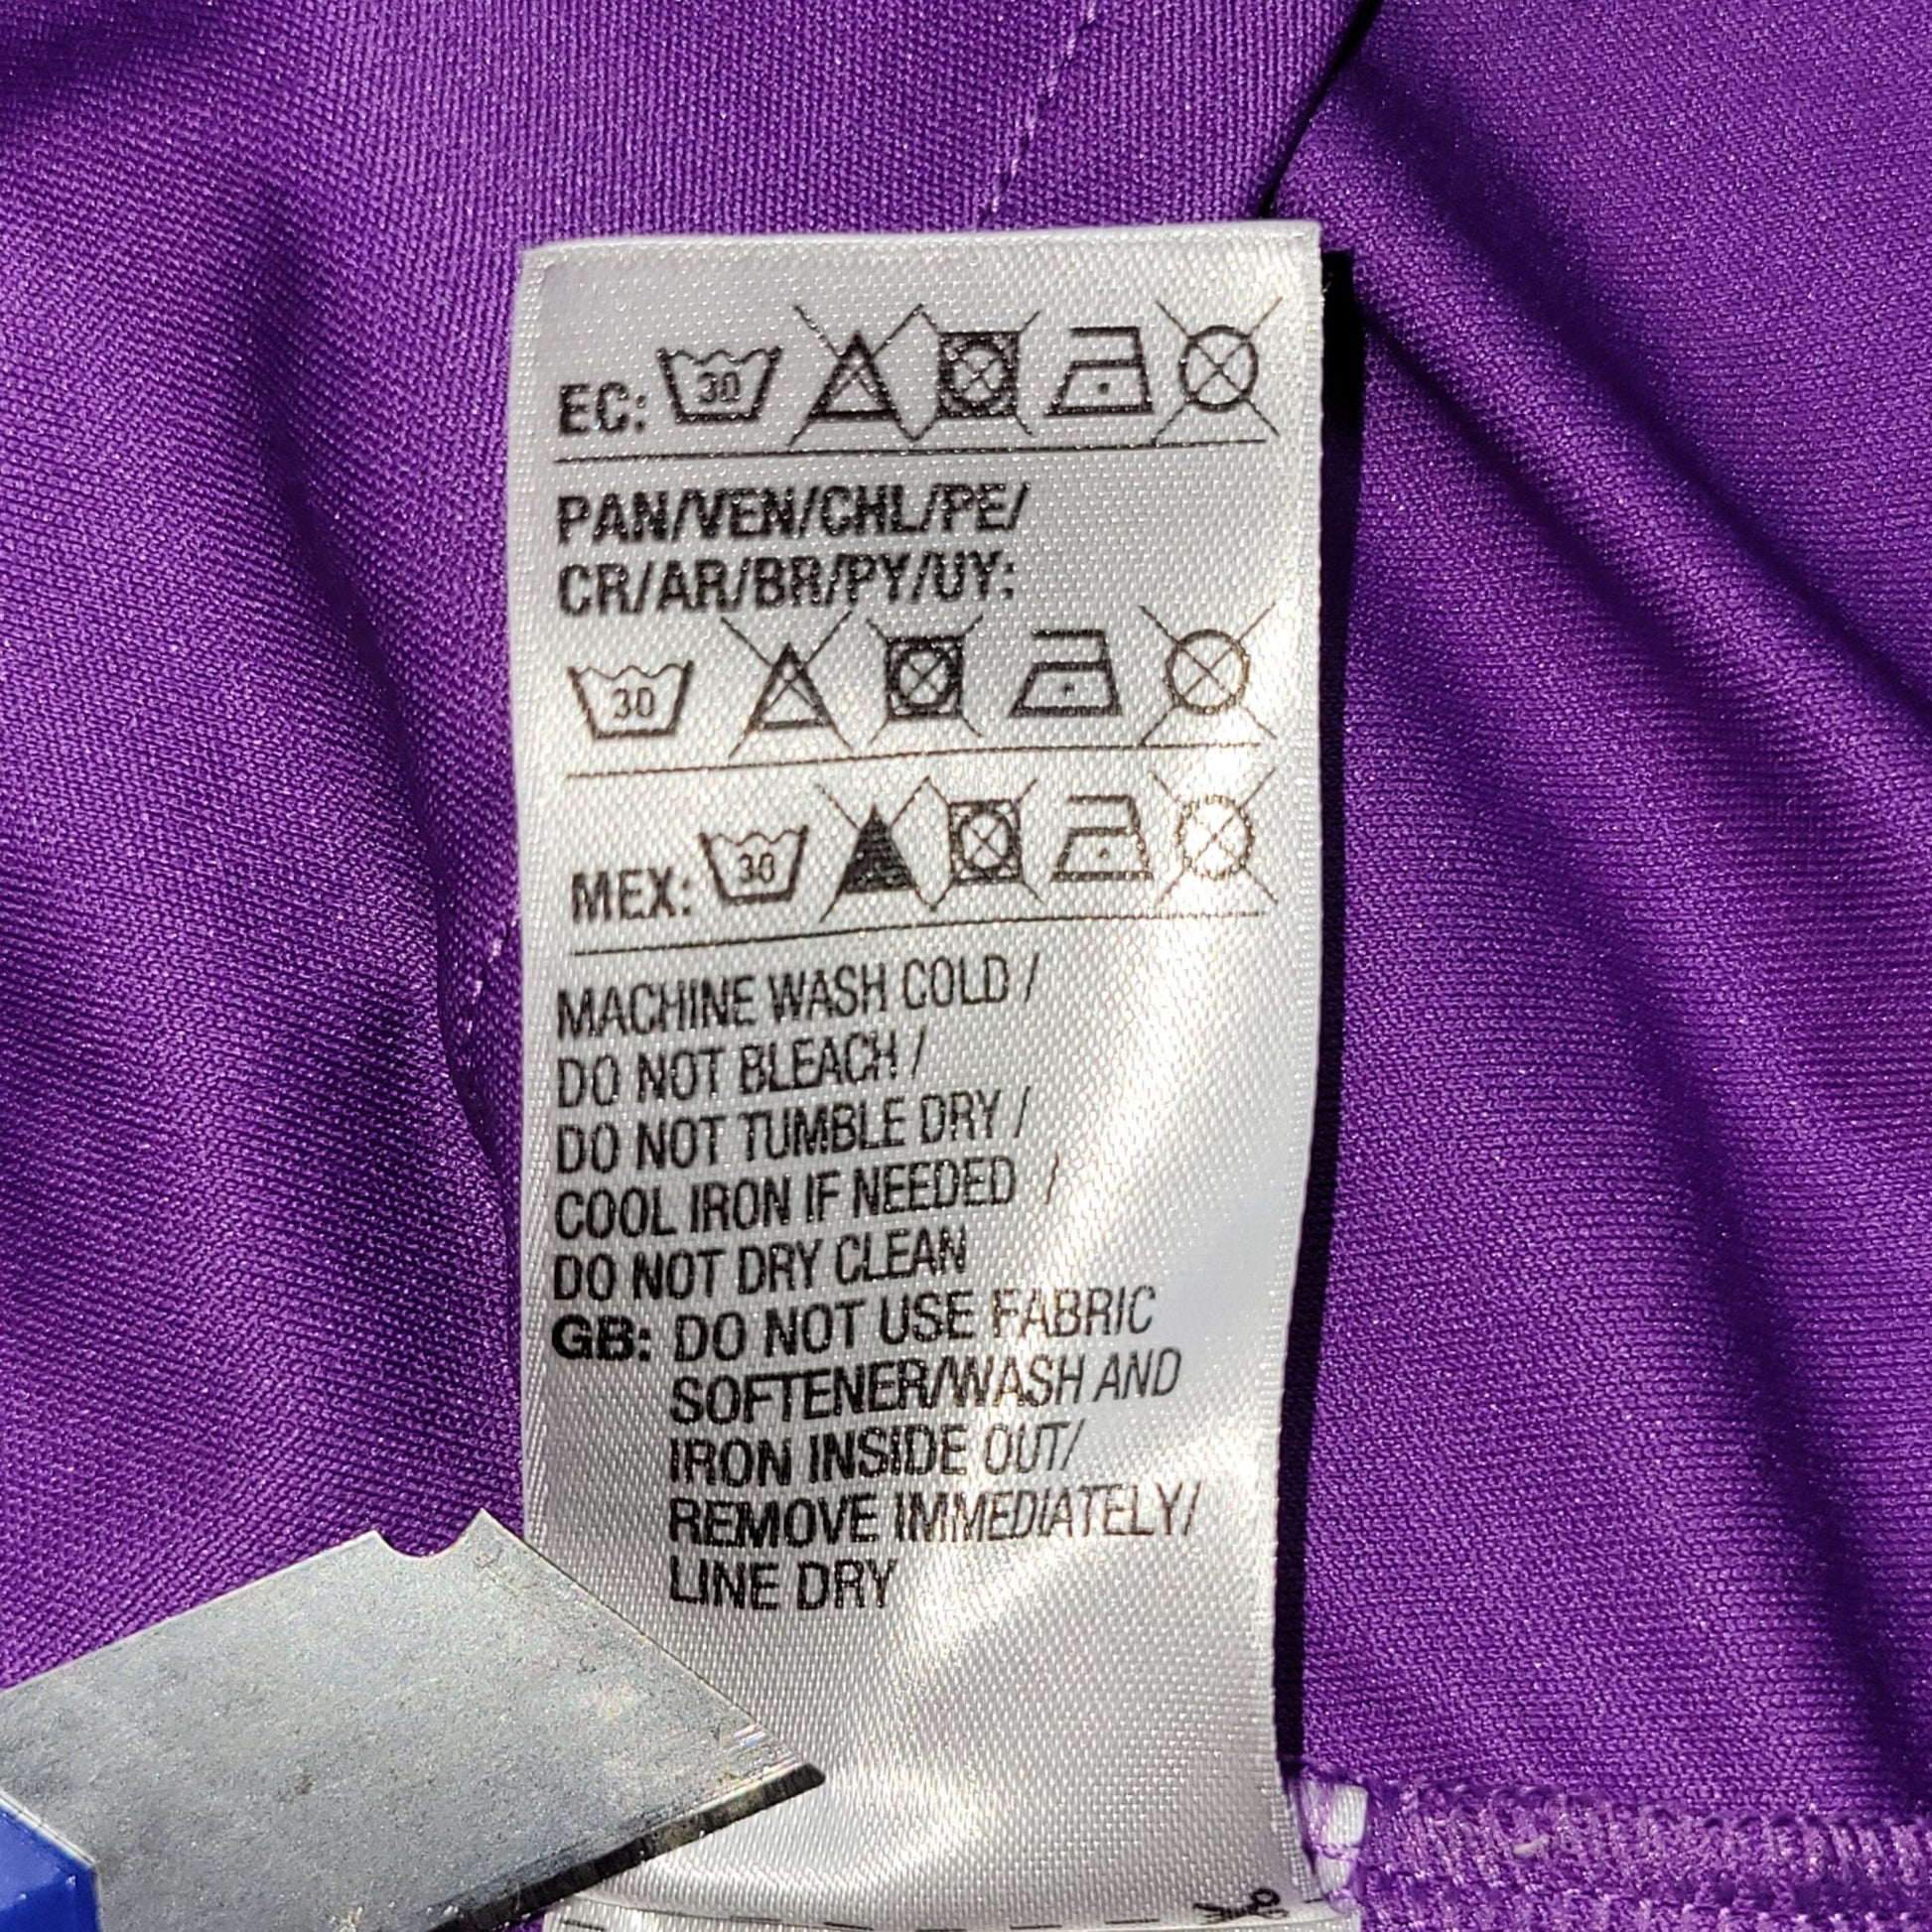 EC: 30
PAN/VEN/CHL/PE/
CR/AR/BR/PY/UY:
30
MEX: 30
MACHINE WASH COLD /
DO NOT BLEACH /
DO NOT TUMBLE DRY /
COOL IRON IF NEEDED /
DO NOT DRY CLEAN
GB: DO NOT USE FABRIC
SOFTENER/WASH AND
IRON INSIDE OUT/
REMOVE IMMEDIATELY/
LINE DRY